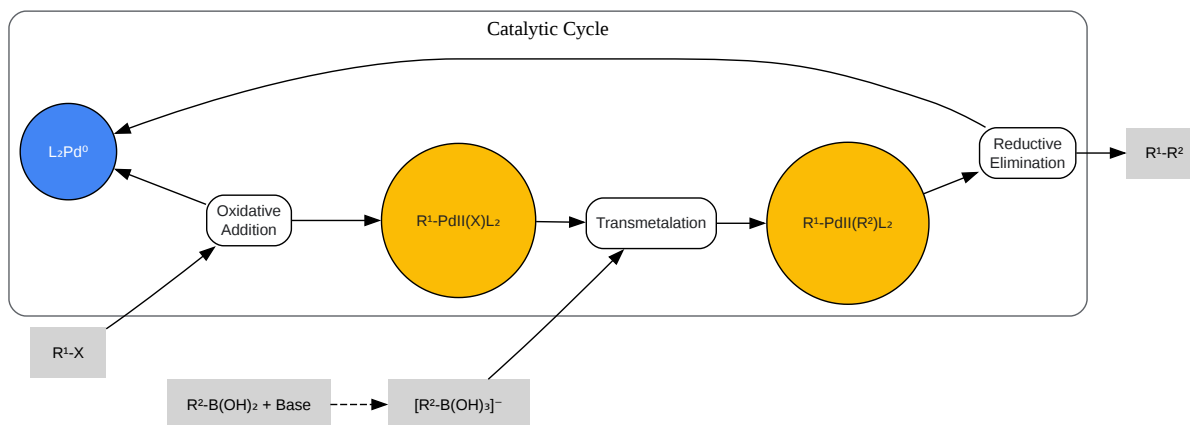 Catalytic Cycle
L₂Pd⁰
Oxidative
Addition
R¹-PdII(X)L₂
Transmetalation
R¹-PdII(R²)L₂
Reductive
Elimination
R¹-R²
R¹-X
R²-B(OH)₂ + Base
[R²-B(OH)₃]⁻